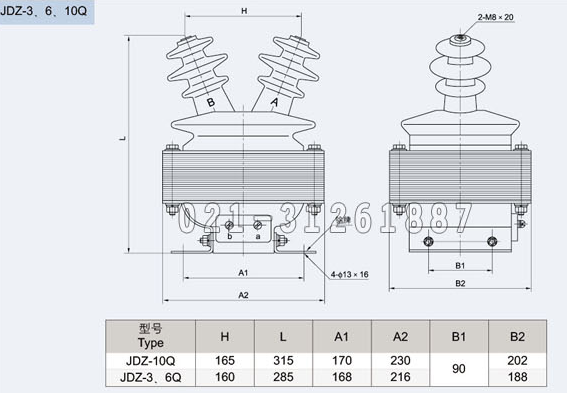 JDZ-3、6、10Q
H
2-M8×20
L
B
A
021-31261887
铭牌
b a
A1
4-φ13×16
A2
B1
B2
型号 Type H L A1 A2 B1 B2
JDZ-10Q 165 315 170 230 90 202
JDZ-3、6Q 160 285 168 216 188